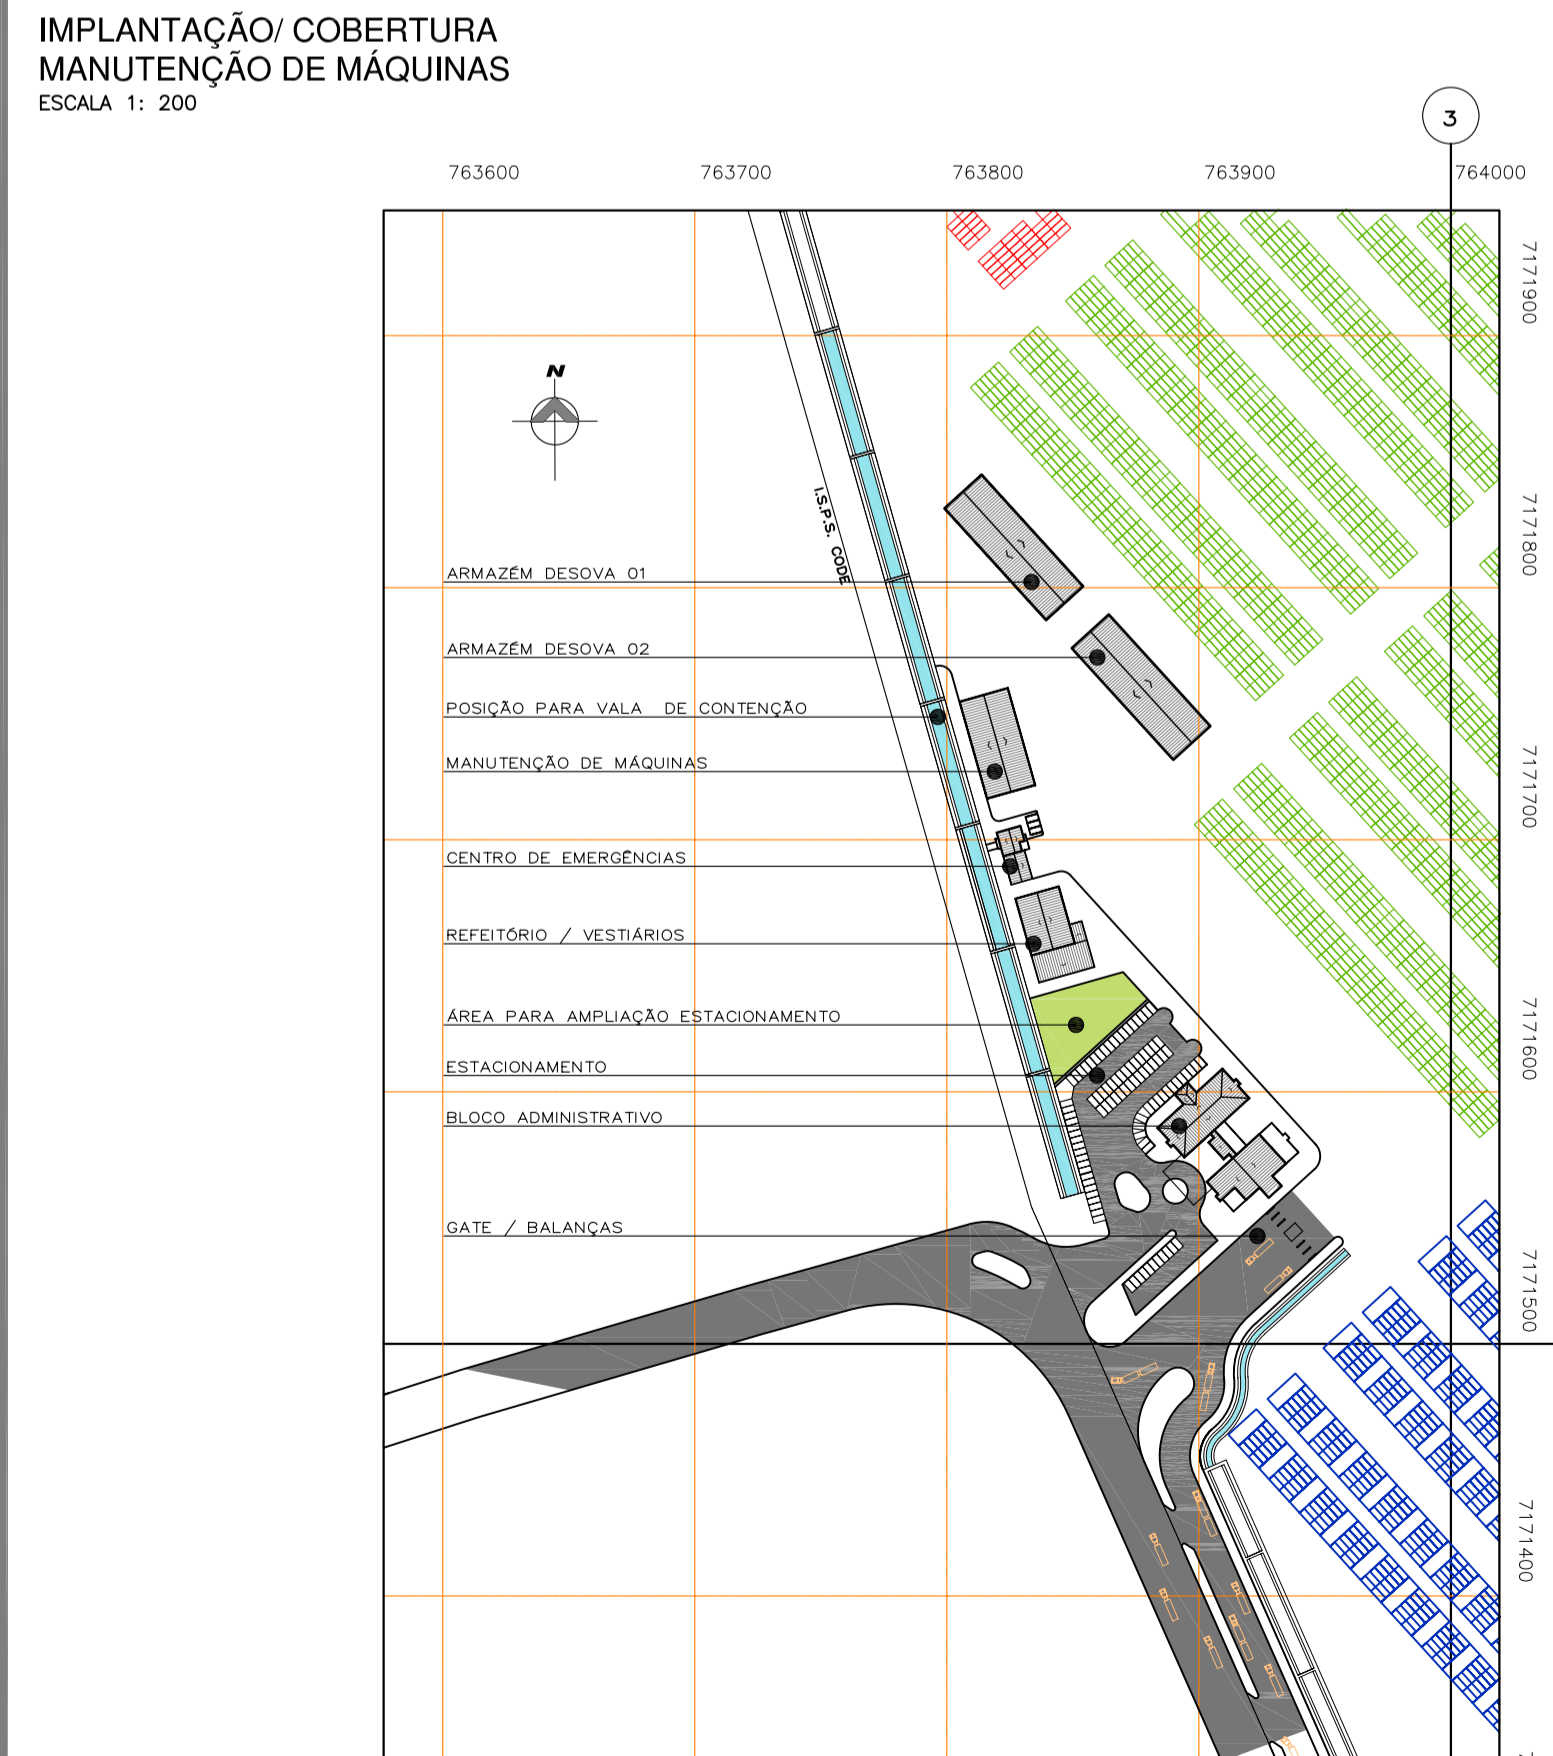 IMPLANTAÇÃO/ COBERTURA
MANUTENÇÃO DE MÁQUINAS
ESCALA 1: 200
3
763600 763700 763800 763900 764000
7171900
N
I.S.P.S. CODE
7171800
ARMAZÉM DESOVA 01
ARMAZÉM DESOVA 02
POSIÇÃO PARA VALA DE CONTENÇÃO
MANUTENÇÃO DE MÁQUINAS
7171700
CENTRO DE EMERGÊNCIAS
REFEITÓRIO / VESTIÁRIOS
ÁREA PARA AMPLIAÇÃO ESTACIONAMENTO
7171600
ESTACIONAMENTO
BLOCO ADMINISTRATIVO
GATE / BALANÇAS
7171500
7171400